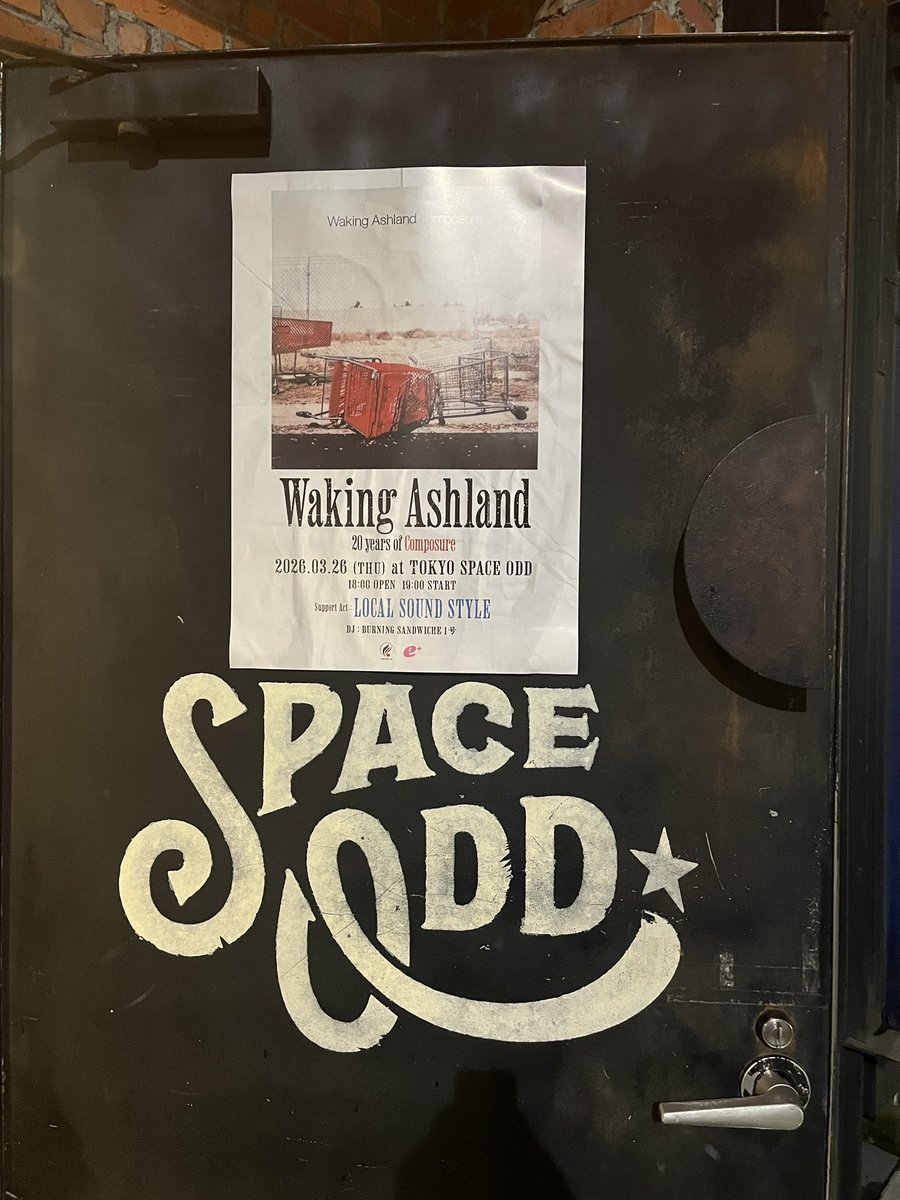 Waking Ashland Composure
Waking Ashland
20 years of Composure
2026.03.26 (THU) at TOKYO SPACE ODD
18:00 OPEN 19:00 START
Support Act : LOCAL SOUND STYLE
DJ : BURNING SANDWICHE 1号
e+
SPACE
ODD